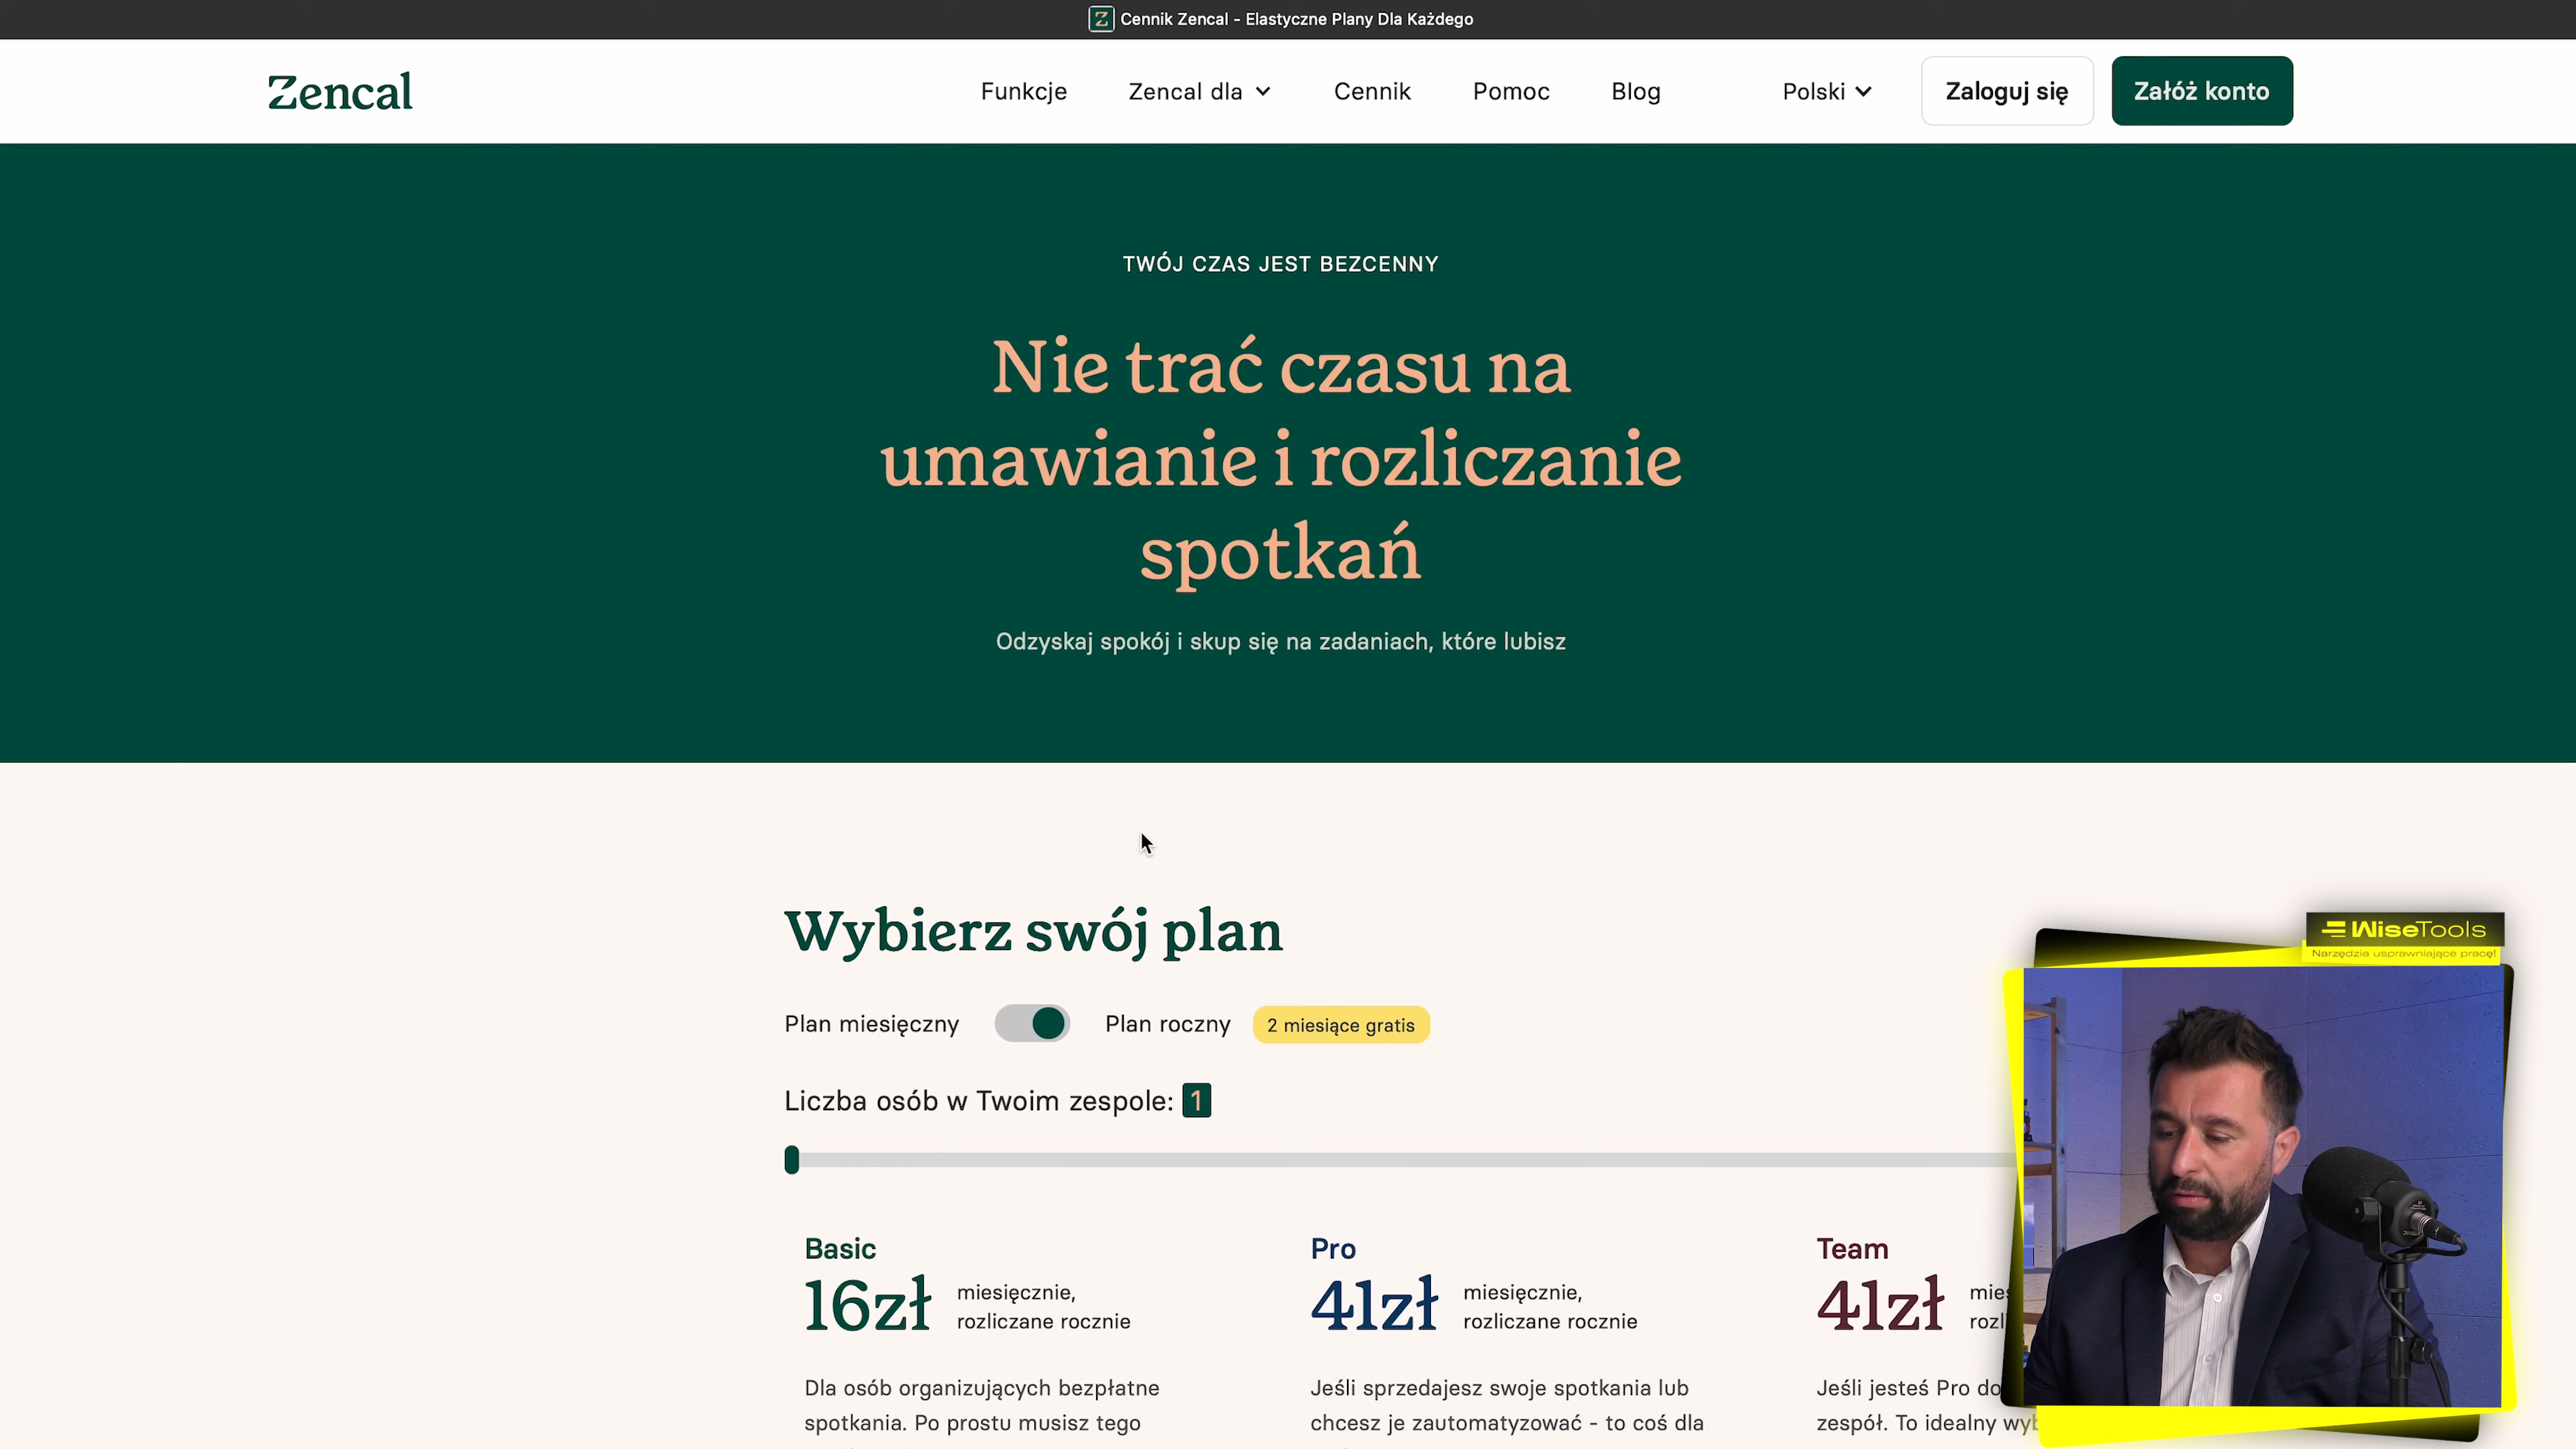 Cennik Zencal - Elastyczne Plany Dla Każdego
Zencal
Funkcje
Zencal dla
Cennik
Pomoc
Blog
Polski
Zaloguj się
Załóż konto
TWÓJ CZAS JEST BEZCENNY
Nie trać czasu na
umawianie i rozliczanie
spotkań
Odzyskaj spokój i skup się na zadaniach, które lubisz
Wybierz swój plan
Plan miesięczny
Plan roczny
2 miesiące gratis
Liczba osób w Twoim zespole: 1
Basic
16zł
miesięcznie,
rozliczane rocznie
Dla osób organizujących bezpłatne
spotkania. Po prostu musisz tego
Pro
41zł
miesięcznie,
rozliczane rocznie
Jeśli sprzedajesz swoje spotkania lub
chcesz je zautomatyzować - to coś dla
Team
41zł
Jeśli jesteś Pro
zespół. To idealny
WiseTools
Narzędzia usprawniające pracę!